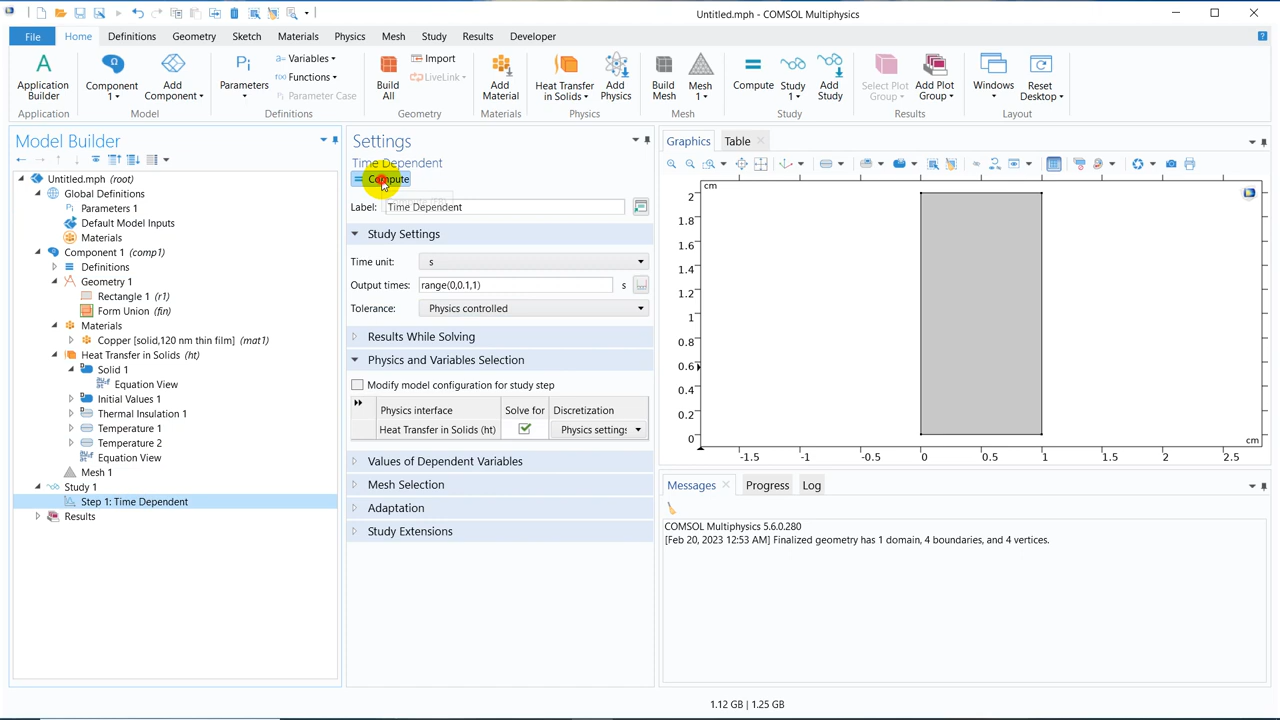 Untitled.mph - COMSOL Multiphysics
File Home Definitions Geometry Sketch Materials Physics Mesh Study Results Developer
Application Builder
Component 1
Add Component
Pi
Parameters
a= Variables
f(x) Functions
Parameter Case
Build All
Import
LiveLink
Add Material
Heat Transfer in Solids
Add Physics
Build Mesh
Mesh 1
Compute
Study 1
Add Study
Select Plot Group
Add Plot Group
Windows
Reset Desktop
Application Model Definitions Geometry Materials Physics Mesh Study Results Layout
Model Builder
Untitled.mph (root)
Global Definitions
Pi Parameters 1
Default Model Inputs
Materials
Component 1 (comp1)
Definitions
Geometry 1
Rectangle 1 (r1)
Form Union (fin)
Materials
Copper [solid,120 nm thin film] (mat1)
Heat Transfer in Solids (ht)
Solid 1
Equation View
Initial Values 1
Thermal Insulation 1
Temperature 1
Temperature 2
Equation View
Mesh 1
Study 1
Step 1: Time Dependent
Results
Settings
Time Dependent
= Compute
Label: Time Dependent
Study Settings
Time unit: s
Output times: range(0,0.1,1) s
Tolerance: Physics controlled
Results While Solving
Physics and Variables Selection
Modify model configuration for study step
Physics interface Solve for Discretization
Heat Transfer in Solids (ht) Physics settings
Values of Dependent Variables
Mesh Selection
Adaptation
Study Extensions
Graphics Table
cm
2
1.8
1.6
1.4
1.2
1
0.8
0.6
0.4
0.2
0
cm
-1.5 -1 -0.5 0 0.5 1 1.5 2 2.5
Messages Progress Log
COMSOL Multiphysics 5.6.0.280
[Feb 20, 2023 12:53 AM] Finalized geometry has 1 domain, 4 boundaries, and 4 vertices.
1.12 GB | 1.25 GB